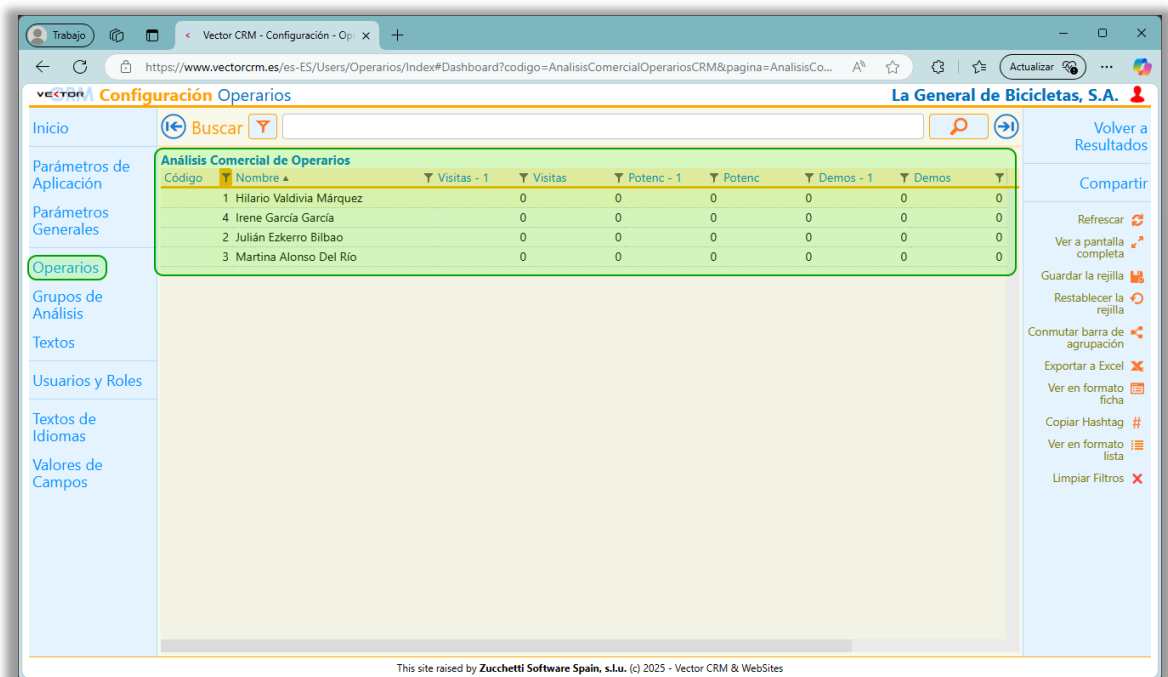 Trabajo
Vector CRM - Configuración - Op
https://www.vectorcrm.es/es-ES/Users/Operarios/Index#Dashboard?codigo=AnalisisComercialOperariosCRM&pagina=AnalisisCo...
Actualizar
VECTOR CRM Configuración Operarios
La General de Bicicletas, S.A.
Inicio
Parámetros de
Aplicación
Parámetros
Generales
Operarios
Grupos de
Análisis
Textos
Usuarios y Roles
Textos de
Idiomas
Valores de
Campos
Buscar
Análisis Comercial de Operarios
Código Nombre Visitas - 1 Visitas Potenc - 1 Potenc Demos - 1 Demos
1 Hilario Valdivia Márquez 0 0 0 0 0 0
4 Irene García García 0 0 0 0 0 0
2 Julián Ezkerro Bilbao 0 0 0 0 0 0
3 Martina Alonso Del Río 0 0 0 0 0 0
Volver a
Resultados
Compartir
Refrescar
Ver a pantalla
completa
Guardar la rejilla
Restablecer la
rejilla
Conmutar barra de
agrupación
Exportar a Excel
Ver en formato
ficha
Copiar Hashtag #
Ver en formato
lista
Limpiar Filtros
This site raised by Zucchetti Software Spain, s.l.u. (c) 2025 - Vector CRM & WebSites